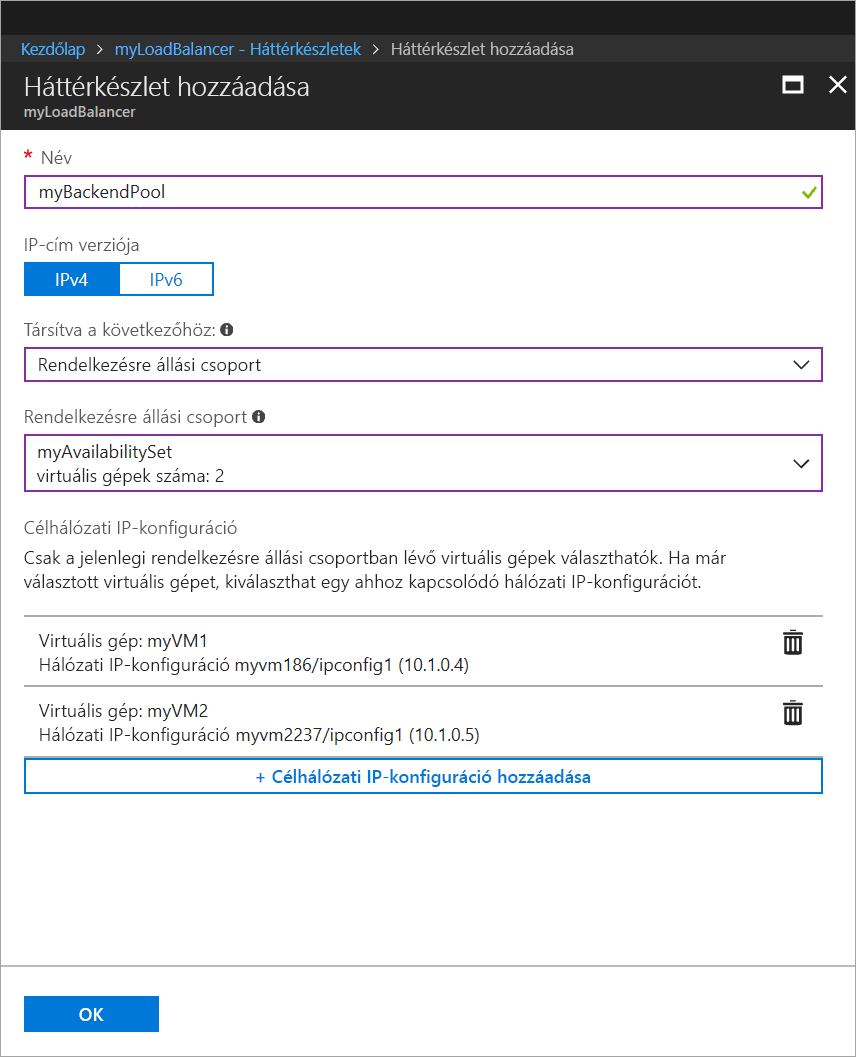 Kezdőlap > myLoadBalancer - Háttérkészletek > Háttérkészlet hozzáadása
Háttérkészlet hozzáadása
myLoadBalancer
* Név
myBackendPool
IP-cím verziója
IPv4 IPv6
Társítva a következőhöz:
Rendelkezésre állási csoport
Rendelkezésre állási csoport
myAvailabilitySet
virtuális gépek száma: 2
Célhálózati IP-konfiguráció
Csak a jelenlegi rendelkezésre állási csoportban lévő virtuális gépek választhatók. Ha már
választott virtuális gépet, kiválaszthat egy ahhoz kapcsolódó hálózati IP-konfigurációt.
Virtuális gép: myVM1
Hálózati IP-konfiguráció myvm186/ipconfig1 (10.1.0.4)
Virtuális gép: myVM2
Hálózati IP-konfiguráció myvm2237/ipconfig1 (10.1.0.5)
+ Célhálózati IP-konfiguráció hozzáadása
OK